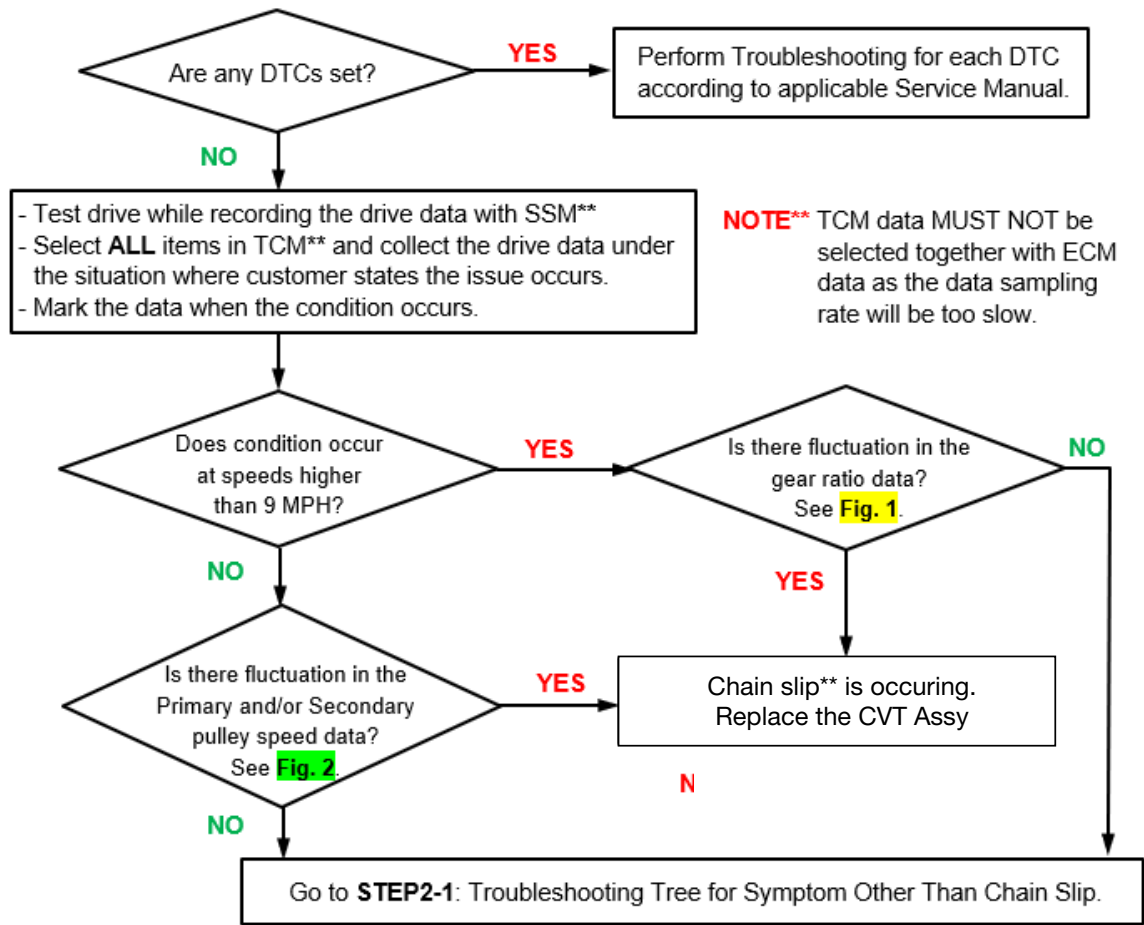 Are any DTCs set?
YES
Perform Troubleshooting for each DTC
according to applicable Service Manual.
NO
- Test drive while recording the drive data with SSM**
- Select ALL items in TCM** and collect the drive data under
the situation where customer states the issue occurs.
- Mark the data when the condition occurs.
NOTE** TCM data MUST NOT be
selected together with ECM
data as the data sampling
rate will be too slow.
Does condition occur
at speeds higher
than 9 MPH?
YES
Is there fluctuation in the
gear ratio data?
See Fig. 1.
NO
NO
YES
Is there fluctuation in the
Primary and/or Secondary
pulley speed data?
See Fig. 2.
YES
Chain slip** is occuring.
Replace the CVT Assy
N
NO
Go to STEP2-1: Troubleshooting Tree for Symptom Other Than Chain Slip.